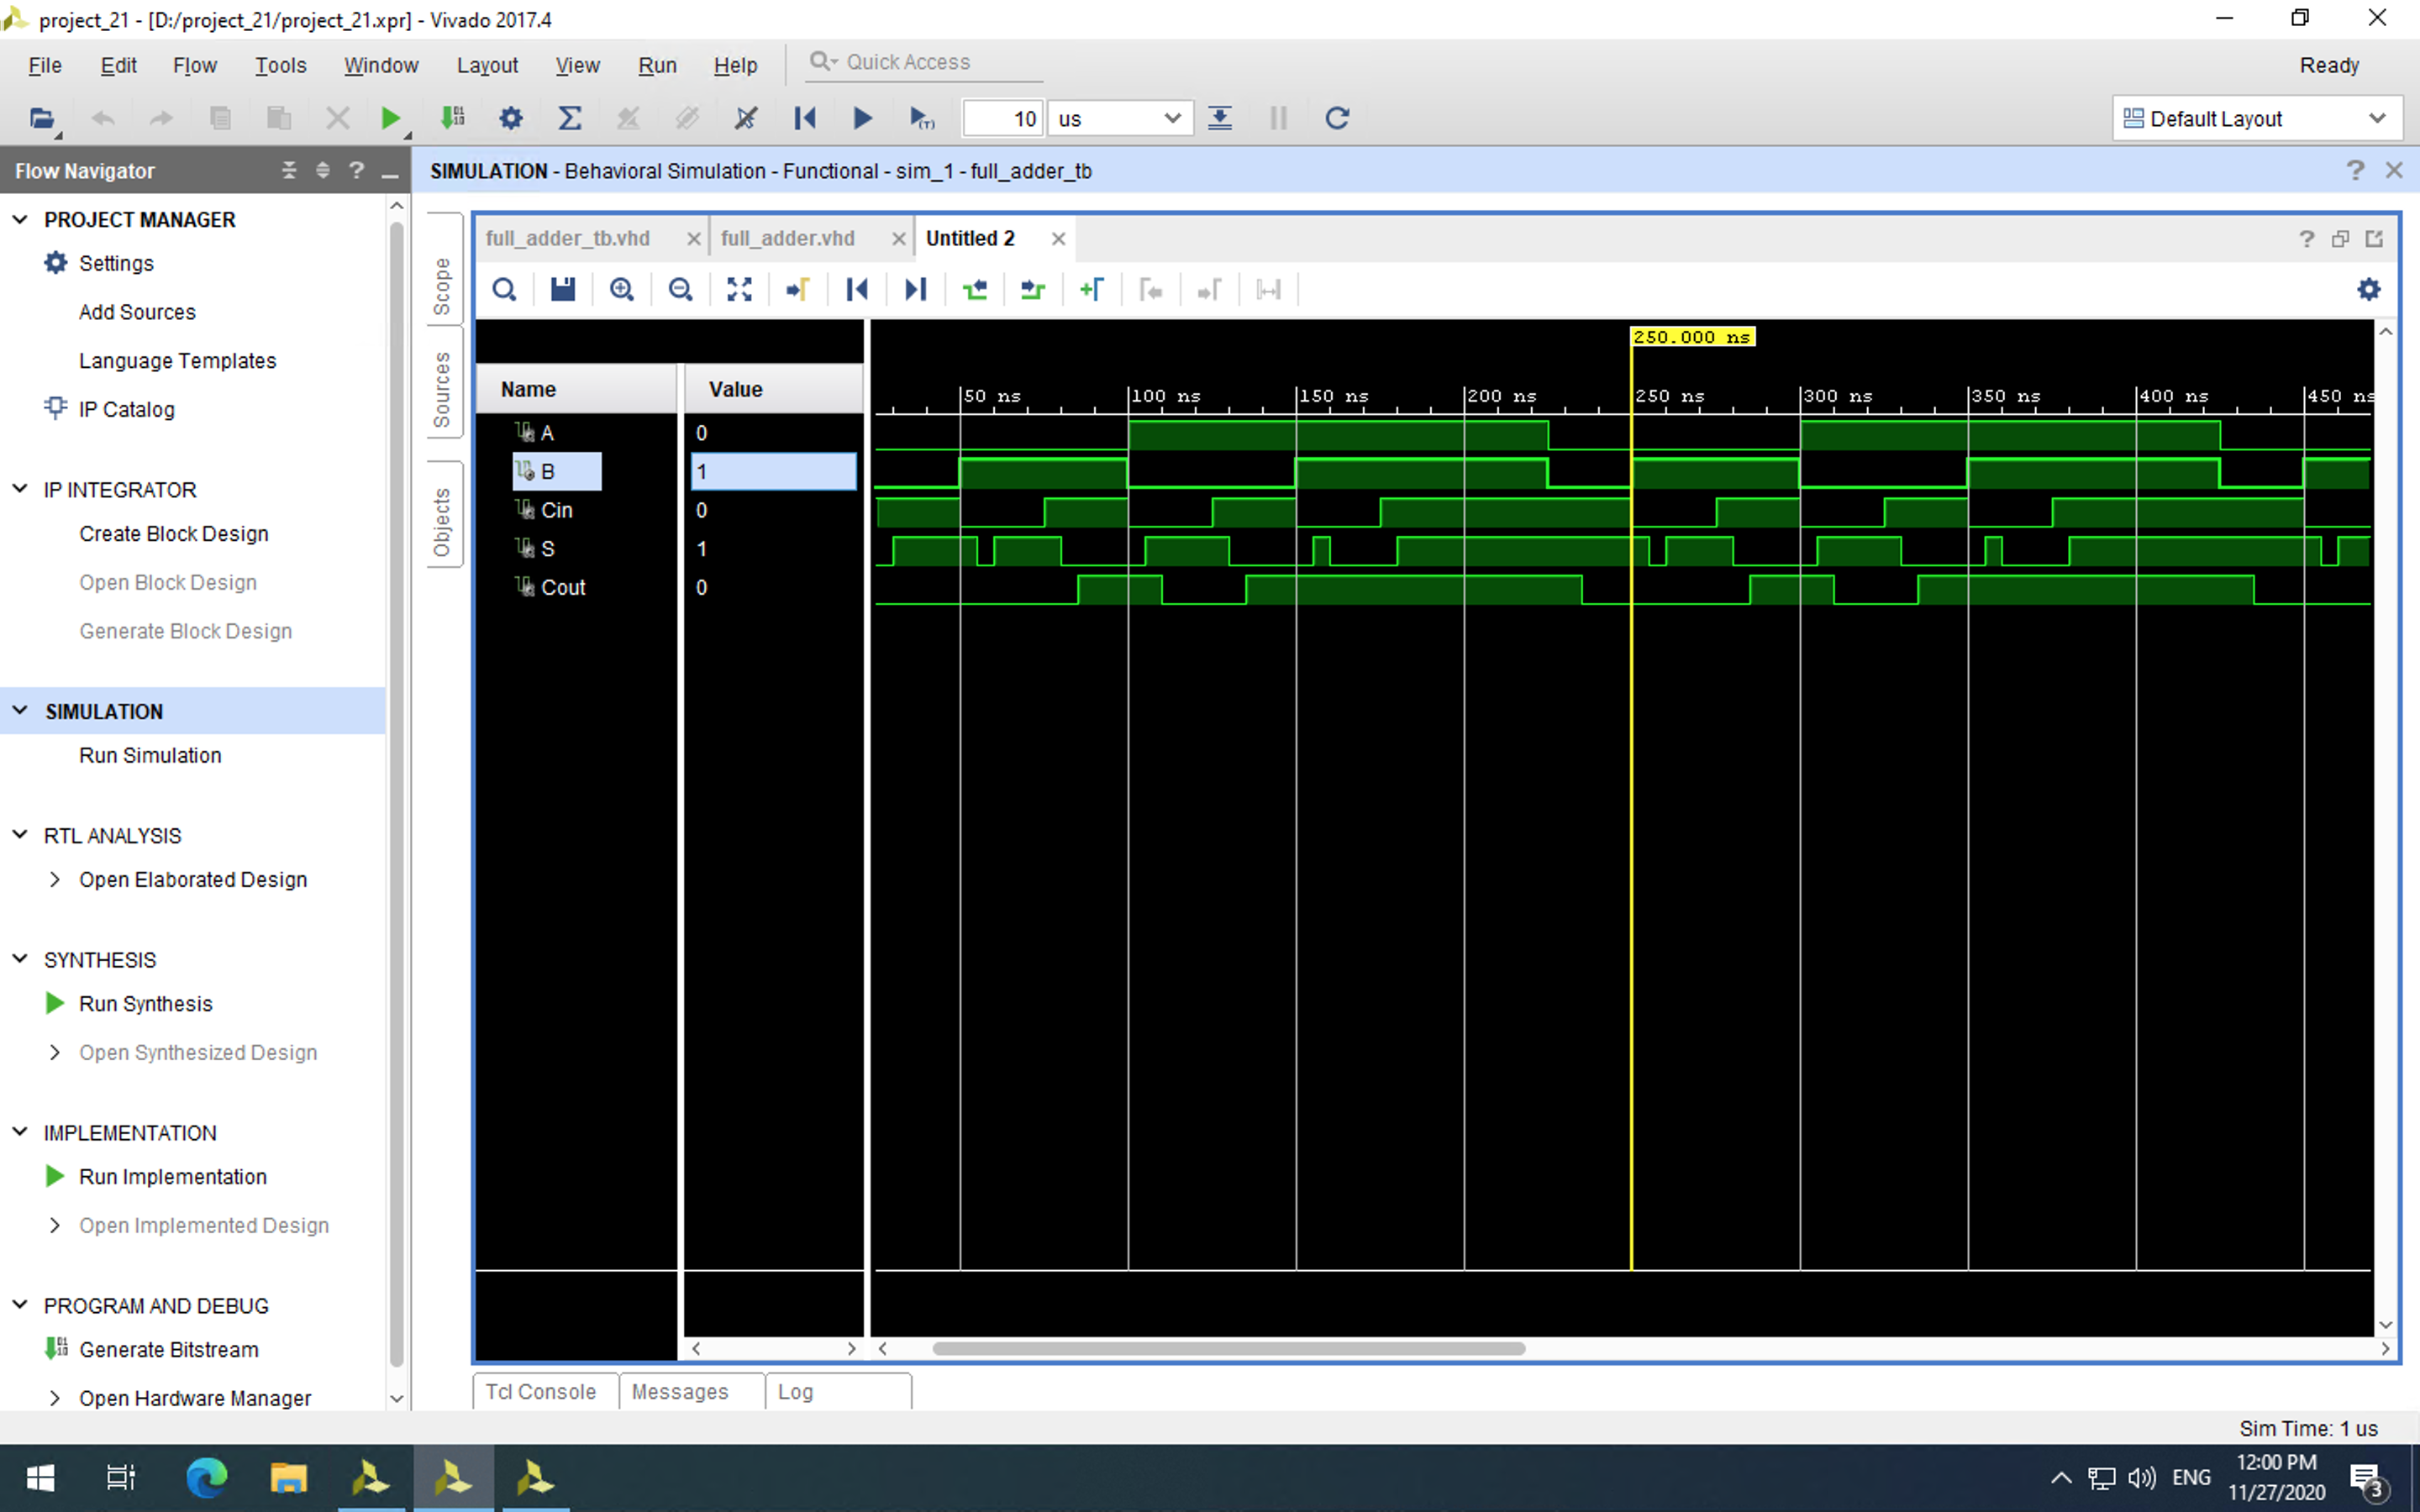 project_21 - [D:/project_21/project_21.xpr] - Vivado 2017.4
File Edit Flow Tools Window Layout View Run Help Quick Access Ready
10 us Default Layout
Flow Navigator
SIMULATION - Behavioral Simulation - Functional - sim_1 - full_adder_tb
PROJECT MANAGER
Settings
Add Sources
Language Templates
IP Catalog
IP INTEGRATOR
Create Block Design
Open Block Design
Generate Block Design
SIMULATION
Run Simulation
RTL ANALYSIS
Open Elaborated Design
SYNTHESIS
Run Synthesis
Open Synthesized Design
IMPLEMENTATION
Run Implementation
Open Implemented Design
PROGRAM AND DEBUG
Generate Bitstream
Open Hardware Manager
Scope
Sources
Objects
full_adder_tb.vhd full_adder.vhd Untitled 2
250.000 ns
Name Value
50 ns 100 ns 150 ns 200 ns 250 ns 300 ns 350 ns 400 ns 450 ns
A 0
B 1
Cin 0
S 1
Cout 0
Tcl Console Messages Log
Sim Time: 1 us
ENG
12:00 PM
11/27/2020
3